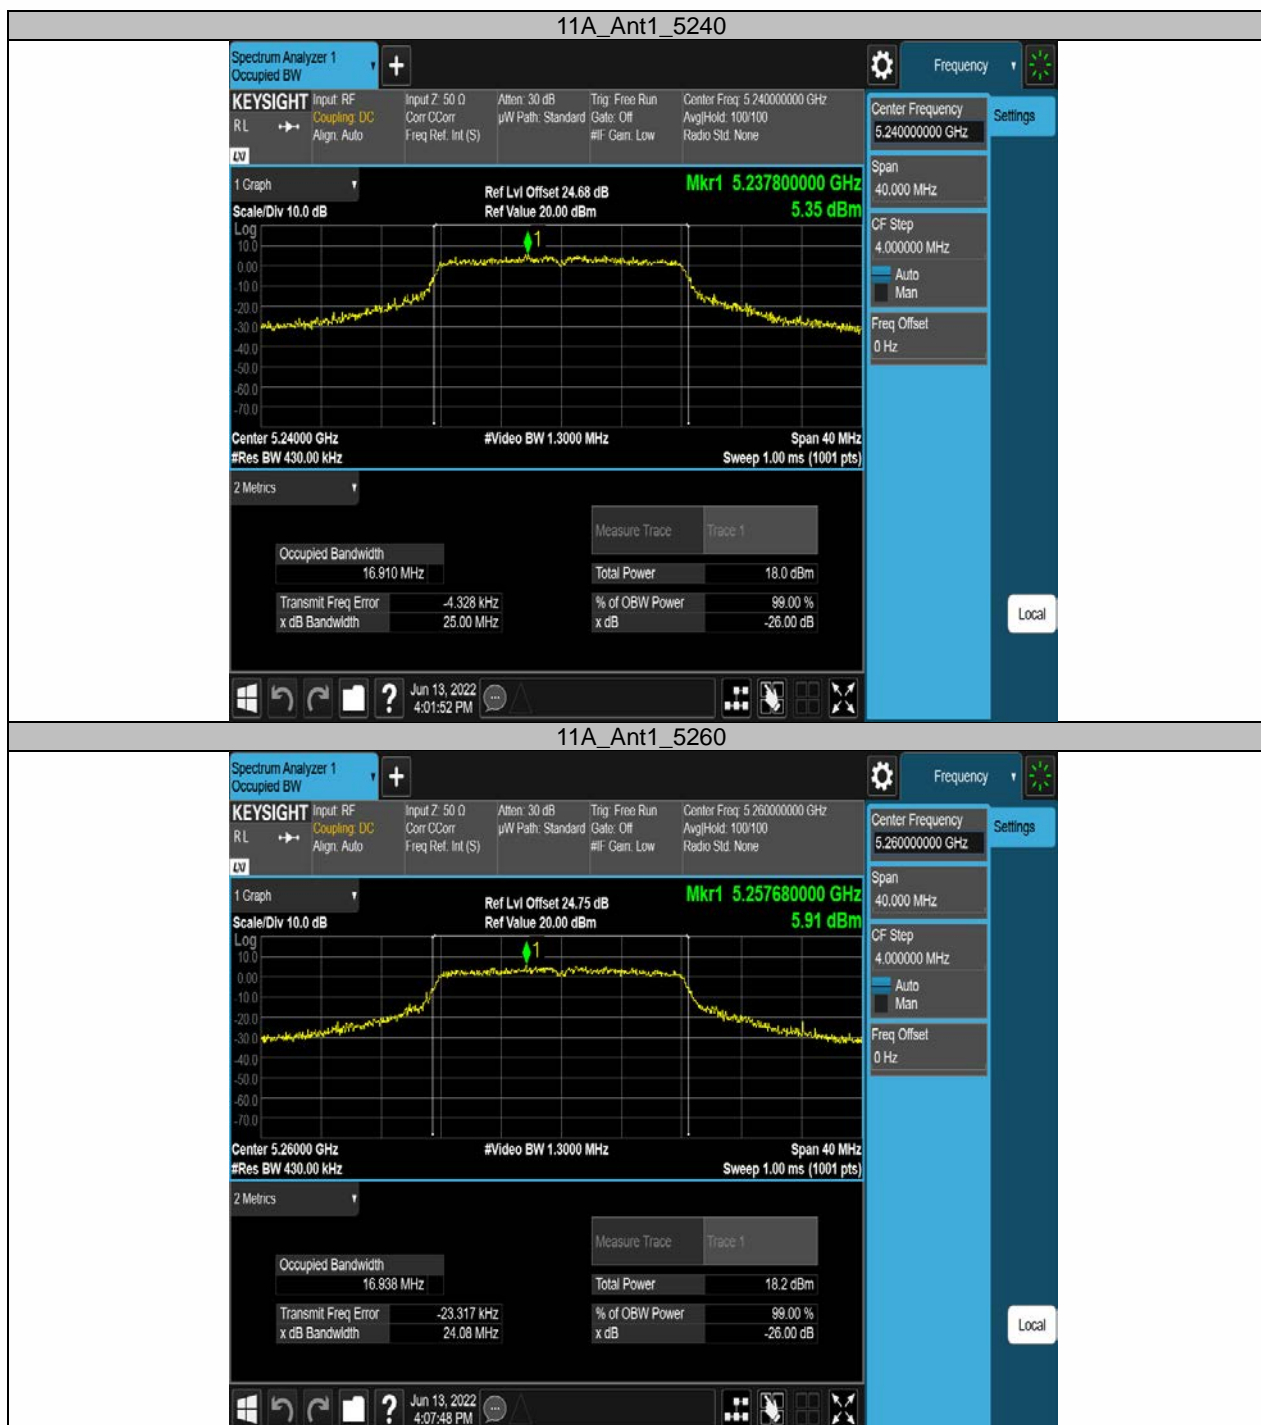 11A_Ant1_5240
Spectrum Analyzer 1
Occupied BW
Frequency
KEYSIGHT
RL
LXI
Input: RF
Coupling: DC
Align: Auto
Input Z: 50 Ω
Corr CCorr
Freq Ref: Int (S)
Atten: 30 dB
µW Path: Standard
Trig: Free Run
Gate: Off
#IF Gain: Low
Center Freq: 5.240000000 GHz
Avg|Hold: 100/100
Radio Std: None
Center Frequency
5.240000000 GHz
Settings
Span
40.000 MHz
CF Step
4.000000 MHz
Auto
Man
Freq Offset
0 Hz
Local
1 Graph
Scale/Div 10.0 dB
Ref Lvl Offset 24.68 dB
Ref Value 20.00 dBm
Mkr1 5.237800000 GHz
5.35 dBm
Log
10.0
0.00
-10.0
-20.0
-30.0
-40.0
-50.0
-60.0
-70.0
1
Center 5.24000 GHz
#Res BW 430.00 kHz
#Video BW 1.3000 MHz
Span 40 MHz
Sweep 1.00 ms (1001 pts)
2 Metrics
Measure Trace Trace 1
Occupied Bandwidth
16.910 MHz
Total Power 18.0 dBm
Transmit Freq Error -4.328 kHz
% of OBW Power 99.00 %
x dB Bandwidth 25.00 MHz
x dB -26.00 dB
?
Jun 13, 2022
4:01:52 PM
11A_Ant1_5260
Spectrum Analyzer 1
Occupied BW
Frequency
KEYSIGHT
RL
LXI
Input: RF
Coupling: DC
Align: Auto
Input Z: 50 Ω
Corr CCorr
Freq Ref: Int (S)
Atten: 30 dB
µW Path: Standard
Trig: Free Run
Gate: Off
#IF Gain: Low
Center Freq: 5.260000000 GHz
Avg|Hold: 100/100
Radio Std: None
Center Frequency
5.260000000 GHz
Settings
Span
40.000 MHz
CF Step
4.000000 MHz
Auto
Man
Freq Offset
0 Hz
Local
1 Graph
Scale/Div 10.0 dB
Ref Lvl Offset 24.75 dB
Ref Value 20.00 dBm
Mkr1 5.257680000 GHz
5.91 dBm
Log
10.0
0.00
-10.0
-20.0
-30.0
-40.0
-50.0
-60.0
-70.0
1
Center 5.26000 GHz
#Res BW 430.00 kHz
#Video BW 1.3000 MHz
Span 40 MHz
Sweep 1.00 ms (1001 pts)
2 Metrics
Measure Trace Trace 1
Occupied Bandwidth
16.938 MHz
Total Power 18.2 dBm
Transmit Freq Error -23.317 kHz
% of OBW Power 99.00 %
x dB Bandwidth 24.08 MHz
x dB -26.00 dB
?
Jun 13, 2022
4:07:48 PM